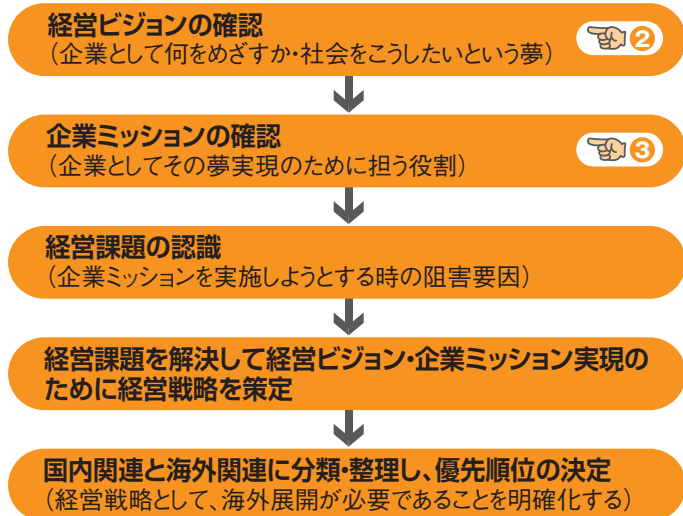 経営ビジョンの確認
（企業として何をめざすか・社会をこうしたいという夢）
☞❷
企業ミッションの確認
（企業としてその夢実現のために担う役割）
☞❸
経営課題の認識
（企業ミッションを実施しようとする時の阻害要因）
経営課題を解決して経営ビジョン・企業ミッション実現の
ために経営戦略を策定
国内関連と海外関連に分類・整理し、優先順位の決定
（経営戦略として、海外展開が必要であることを明確化する）